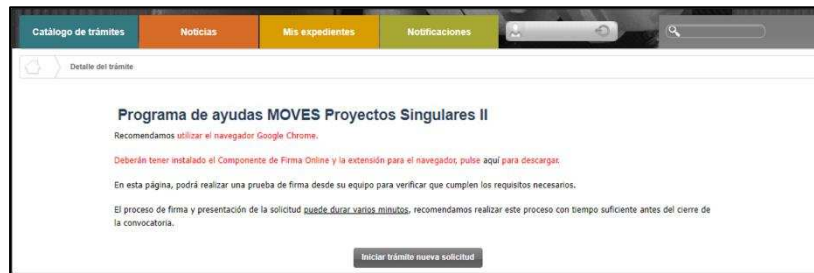 Catálogo de trámites
Noticias
Mis expedientes
Notificaciones
Detalle del trámite
Programa de ayudas MOVES Proyectos Singulares II
Recomendamos utilizar el navegador Google Chrome.
Deberán tener instalado el Componente de Firma Online y la extensión para el navegador, pulse aquí para descargar.
En esta página, podrá realizar una prueba de firma desde su equipo para verificar que cumplen los requisitos necesarios.
El proceso de firma y presentación de la solicitud puede durar varios minutos, recomendamos realizar este proceso con tiempo suficiente antes del cierre de
la convocatoria.
Iniciar trámite nueva solicitud